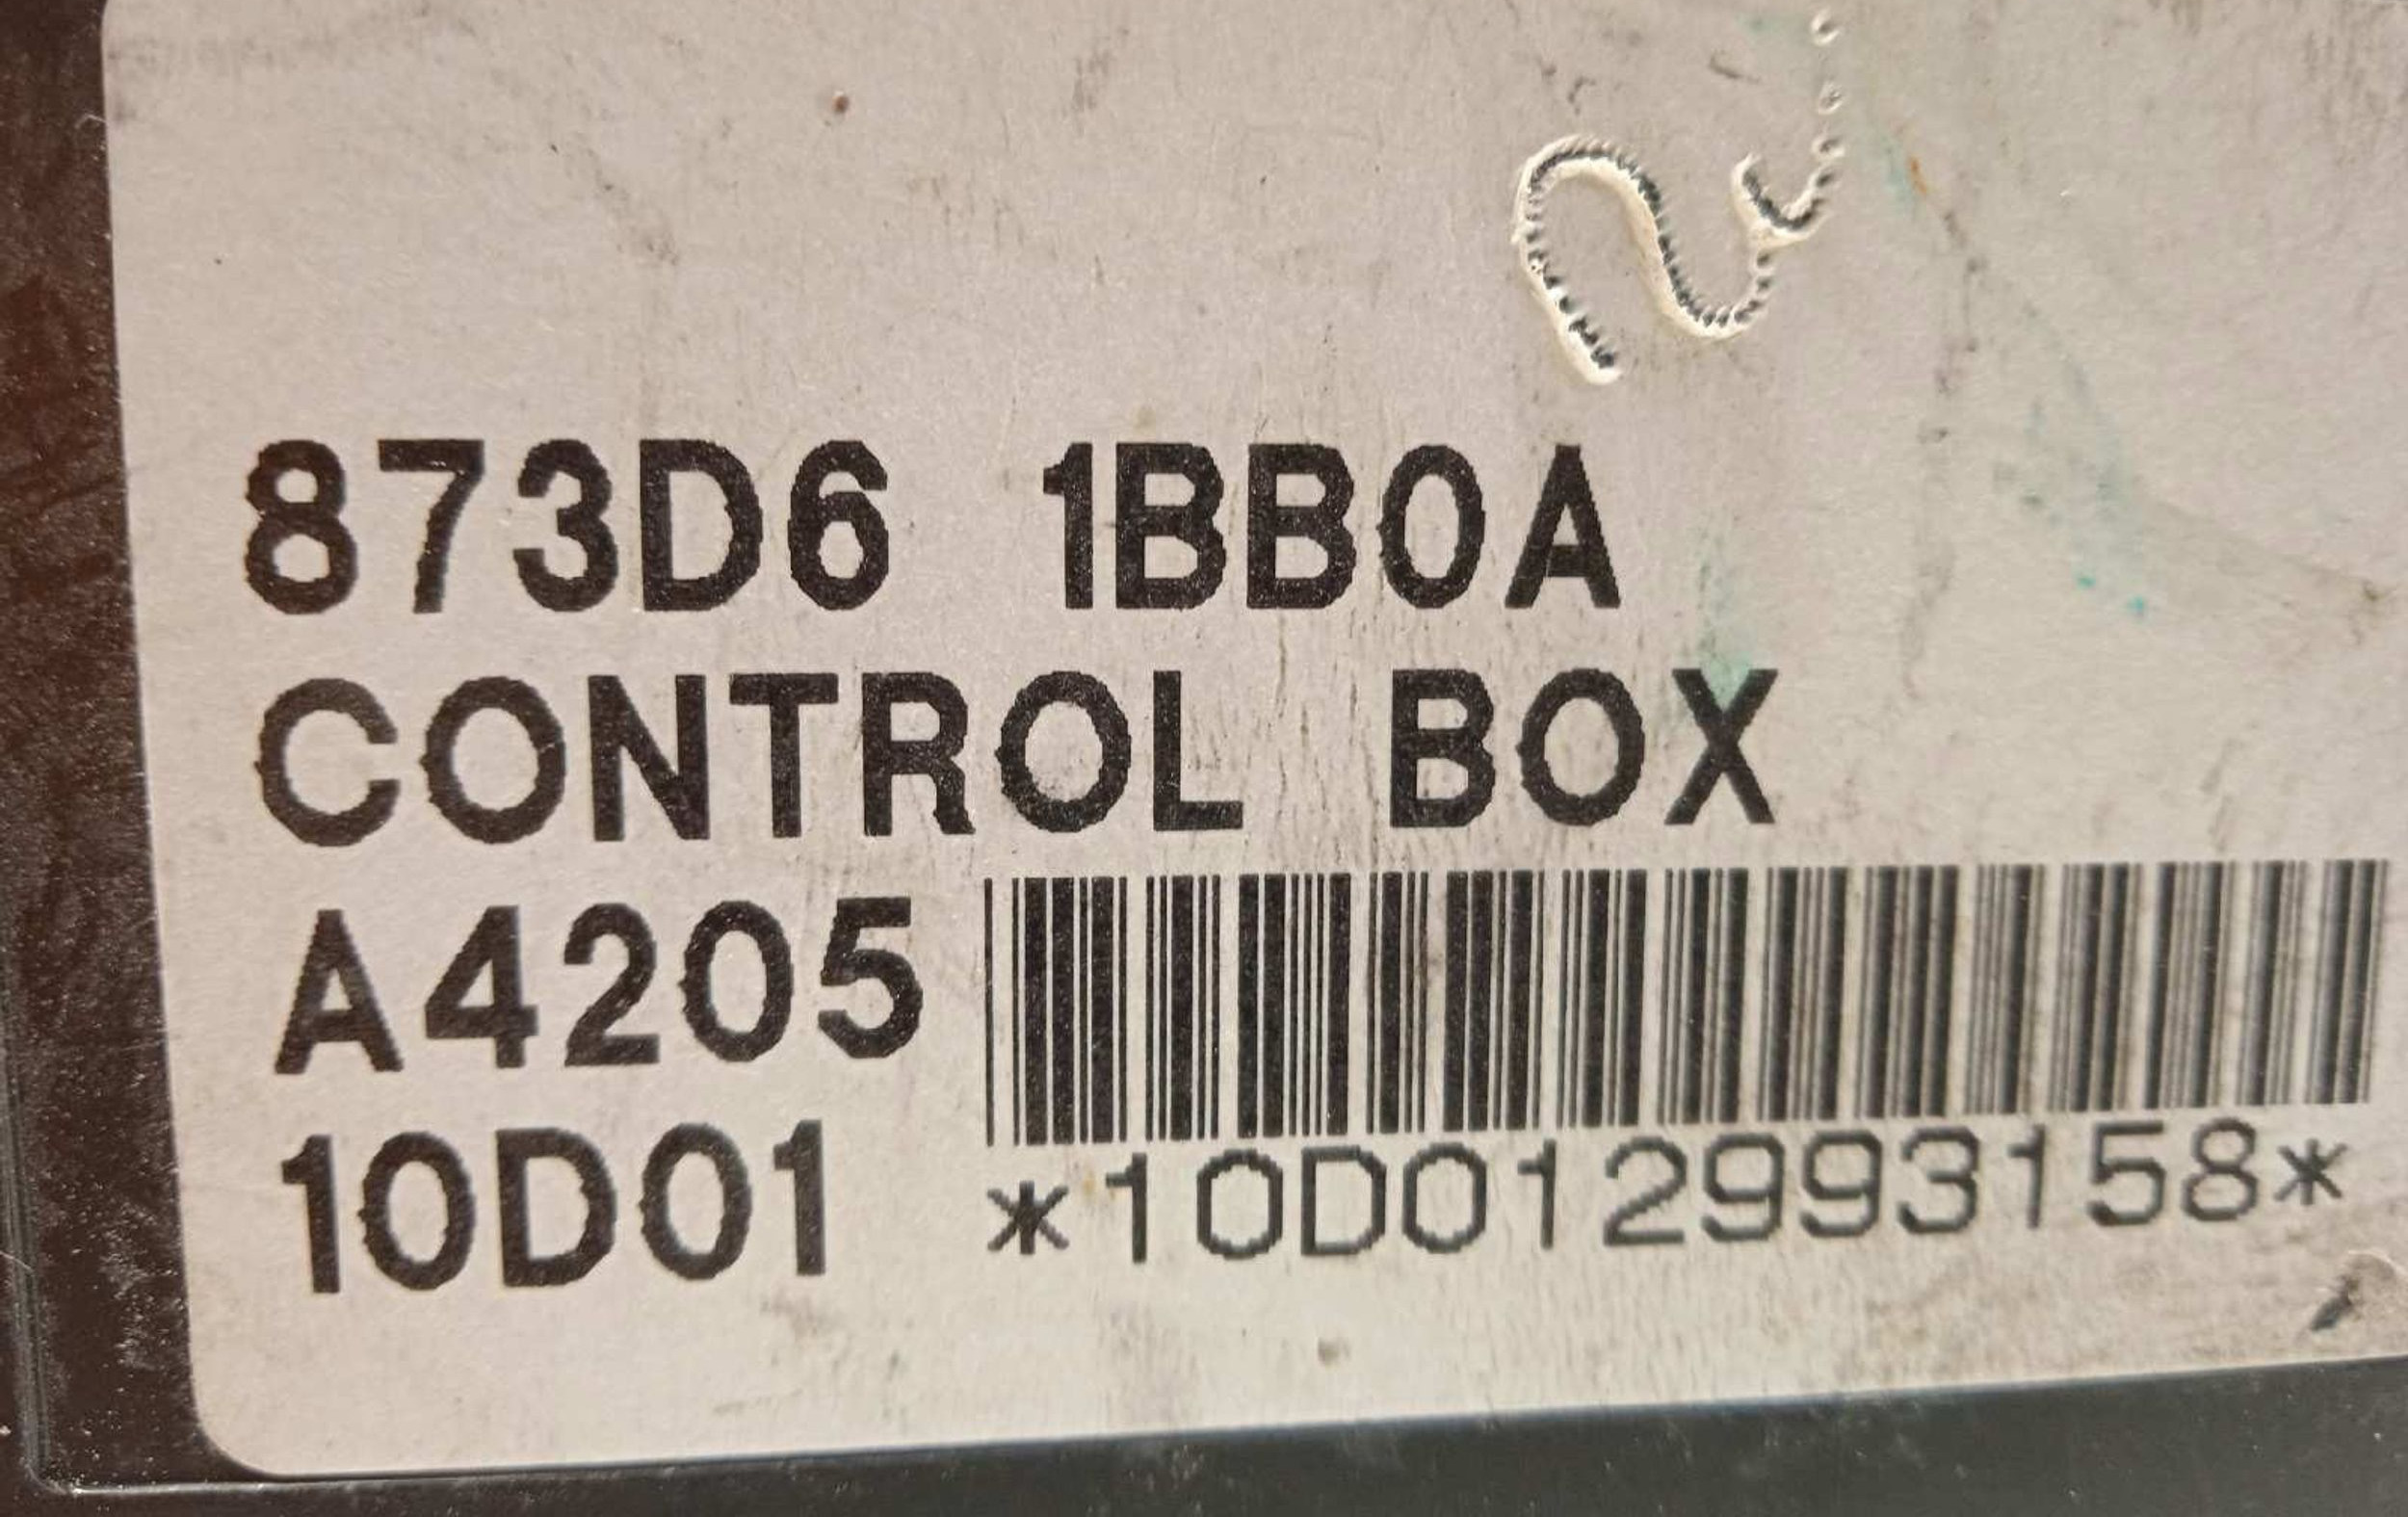 873D6 1BB0A
CONTROL BOX
A4205
10D01 *10D012993158*